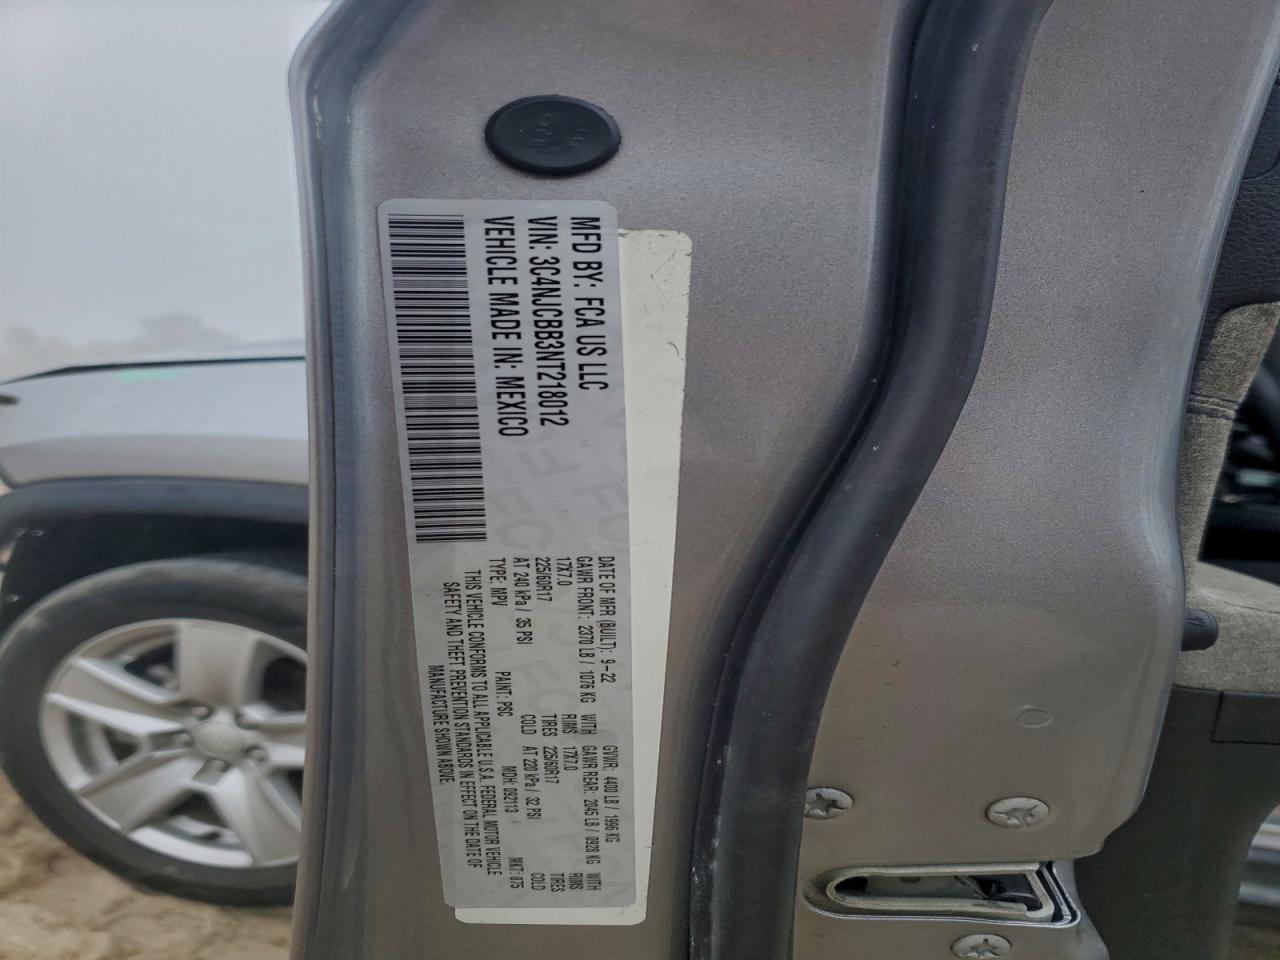 MFD BY: FCA US LLC
VIN: 3C4NJCBB3NT218012
VEHICLE MADE IN: MEXICO
DATE OF MFR (BUILT): 9-22 GVWR: 4400 LB / 1996 KG
GAWR FRONT: 2370 LB / 1076 KG WITH GAWR REAR: 2045 LB / 0928 KG WITH
17X7.0 RIMS 17X7.0 RIMS
225/60R17 TIRES 225/60R17 TIRES
AT 240 kPa / 35 PSI COLD AT 220 kPa / 32 PSI COLD
TYPE: MPV PAINT: PSC MDH: 092113 MKT: 875
THIS VEHICLE CONFORMS TO ALL APPLICABLE U.S.A. FEDERAL MOTOR VEHICLE
SAFETY AND THEFT PREVENTION STANDARDS IN EFFECT ON THE DATE OF
MANUFACTURE SHOWN ABOVE.